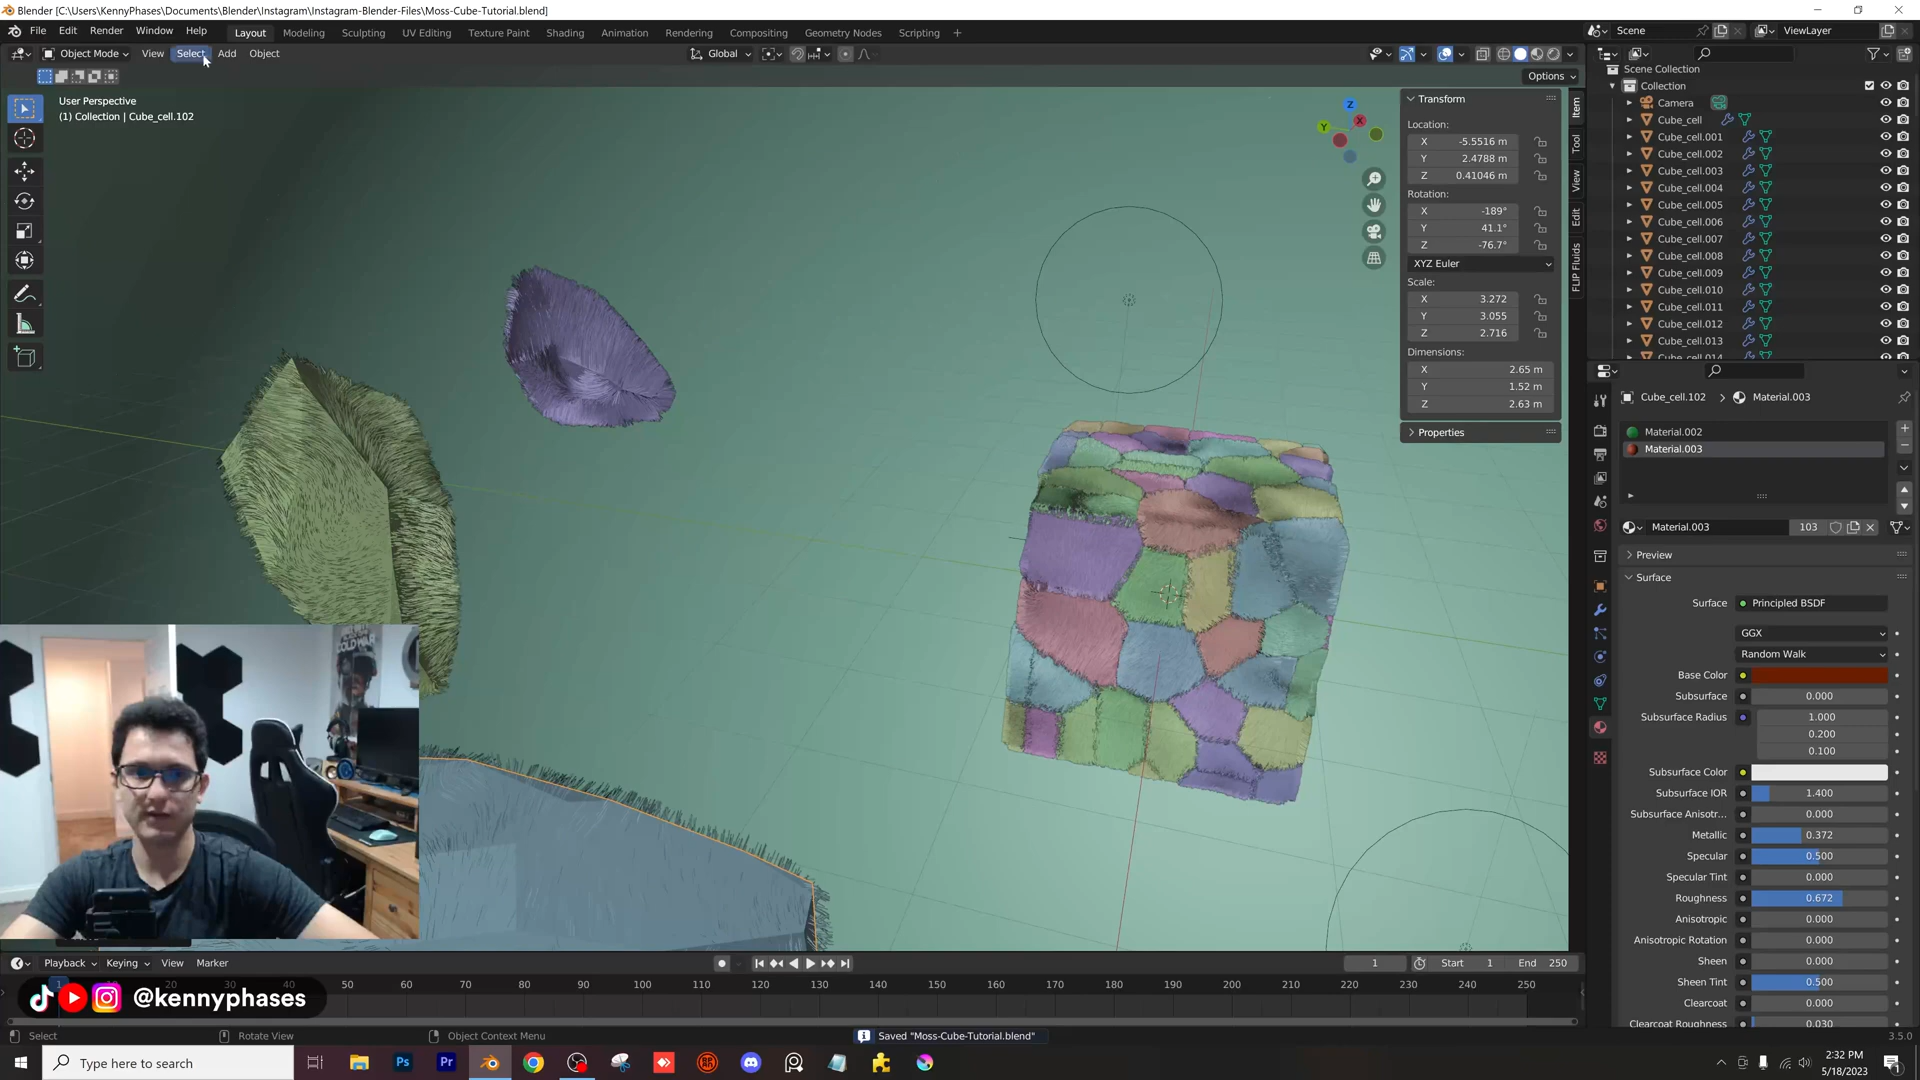 Blender [C:\Users\KennyPhases\Documents\Blender\Instagram\Instagram-Blender-Files\Moss-Cube-Tutorial.blend]
File Edit Render Window Help Layout Modeling Sculpting UV Editing Texture Paint Shading Animation Rendering Compositing Geometry Nodes Scripting + Scene ViewLayer
Object Mode View Select Add Object Global
Options
User Perspective
(1) Collection | Cube_cell.102
Z
Y
X
Transform
Location:
X -5.5516 m
Y 2.4788 m
Z 0.41046 m
Rotation:
X -189°
Y 41.1°
Z -76.7°
XYZ Euler
Scale:
X 3.272
Y 3.055
Z 2.716
Dimensions:
X 2.65 m
Y 1.52 m
Z 2.63 m
Properties
Item
Tool
View
Edit
FLIP Fluids
Scene Collection
Collection
Camera
Cube_cell
Cube_cell.001
Cube_cell.002
Cube_cell.003
Cube_cell.004
Cube_cell.005
Cube_cell.006
Cube_cell.007
Cube_cell.008
Cube_cell.009
Cube_cell.010
Cube_cell.011
Cube_cell.012
Cube_cell.013
Cube_cell.014
Cube_cell.102 > Material.003
Material.002
Material.003
Material.003 103
Preview
Surface
Surface Principled BSDF
GGX
Random Walk
Base Color
Subsurface 0.000
Subsurface Radius 1.000
0.200
0.100
Subsurface Color
Subsurface IOR 1.400
Subsurface Anisotr... 0.000
Metallic 0.372
Specular 0.500
Specular Tint 0.000
Roughness 0.672
Anisotropic 0.000
Anisotropic Rotation 0.000
Sheen 0.000
Sheen Tint 0.500
Clearcoat 0.000
Clearcoat Roughness 0.030
COLD WAR
Playback Keying View Marker 1 Start 1 End 250
1 20 30 40 50 60 70 80 90 100 110 120 130 140 150 160 170 180 190 200 210 220 230 240 250
@kennyphases
Select Rotate View Object Context Menu Saved "Moss-Cube-Tutorial.blend" 3.5.0
Type here to search Ps Pr 2:32 PM
5/18/2023
1